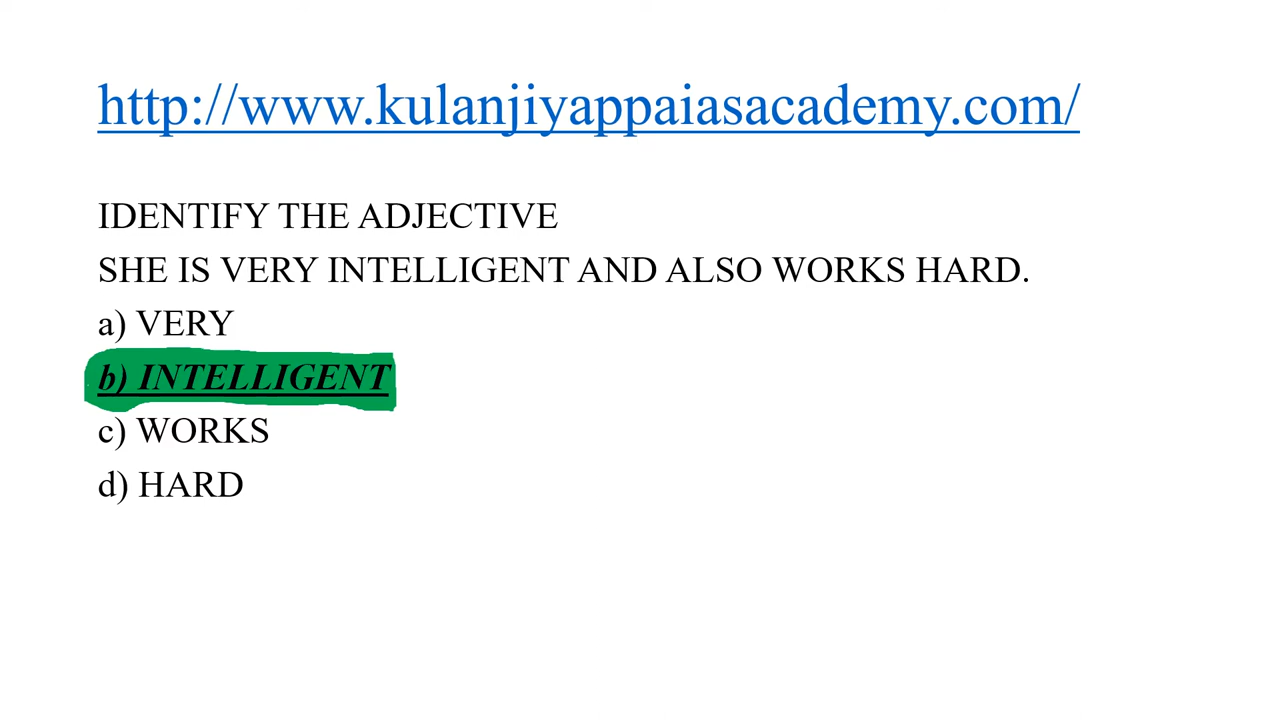 http://www.kulanjiyappaiasacademy.com/
IDENTIFY THE ADJECTIVE
SHE IS VERY INTELLIGENT AND ALSO WORKS HARD.
a) VERY
b) INTELLIGENT
c) WORKS
d) HARD